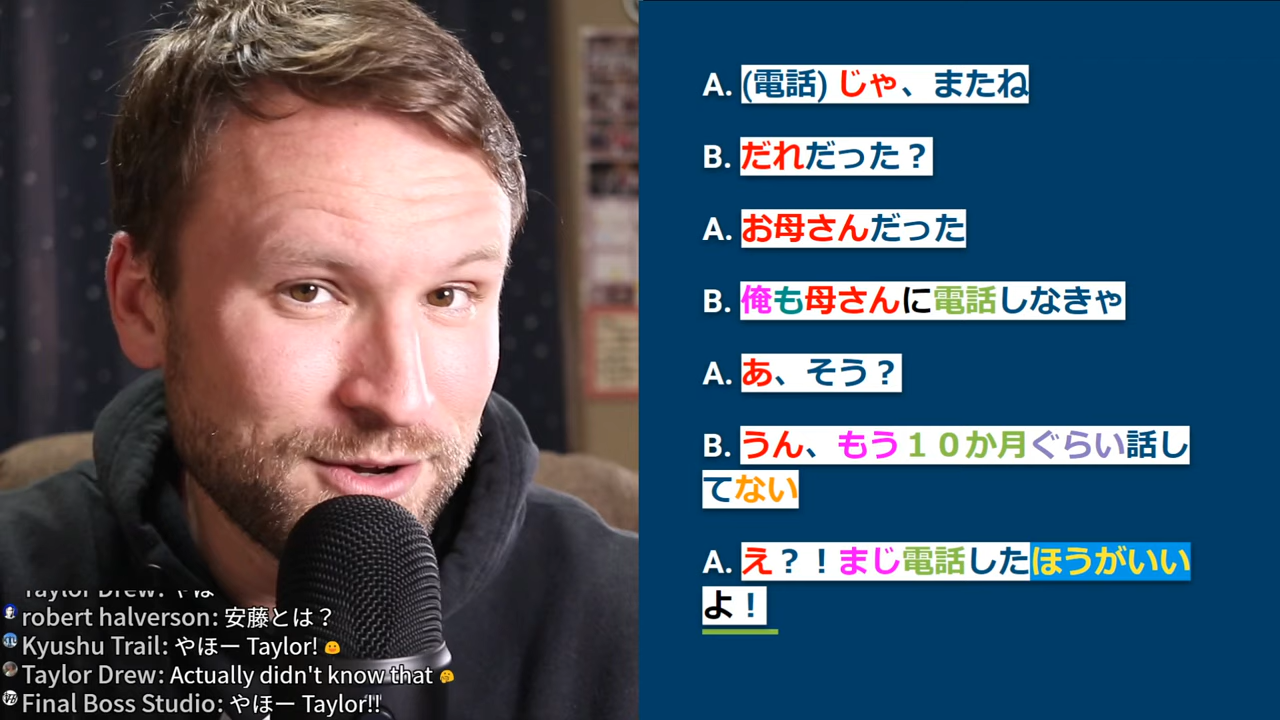 A. (電話) じゃ、またね
B. だれだった？
A. お母さんだった
B. 俺も母さんに電話しなきゃ
A. あ、そう？
B. うん、もう１０か月ぐらい話し
てない
A. え？！まじ電話したほうがいい
よ！
Taylor Drew: やほ
robert halverson: 安藤とは？
Kyushu Trail: やほー Taylor!
Taylor Drew: Actually didn't know that
Final Boss Studio: やほー Taylor!!